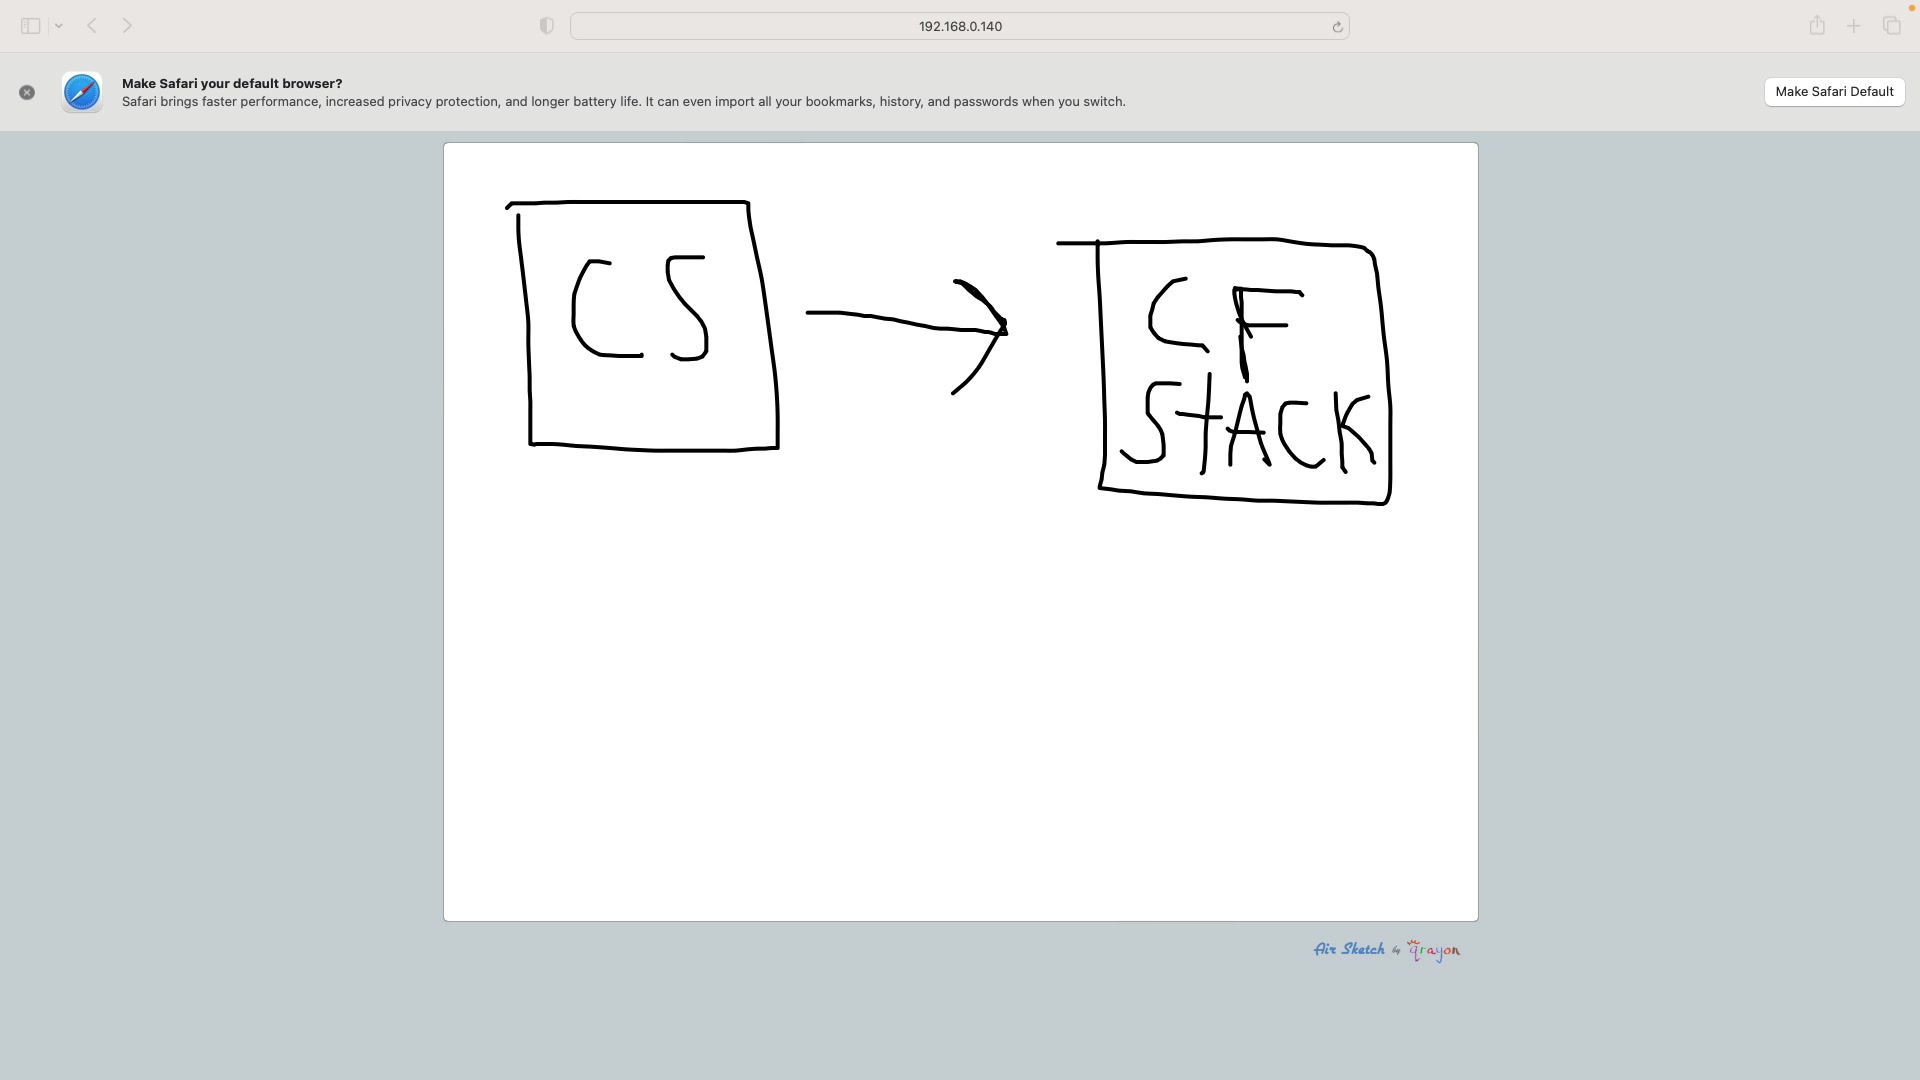 192.168.0.140
Make Safari your default browser?
Safari brings faster performance, increased privacy protection, and longer battery life. It can even import all your bookmarks, history, and passwords when you switch.
Make Safari Default
CS
CF
STACK
Air Sketch by qrayon